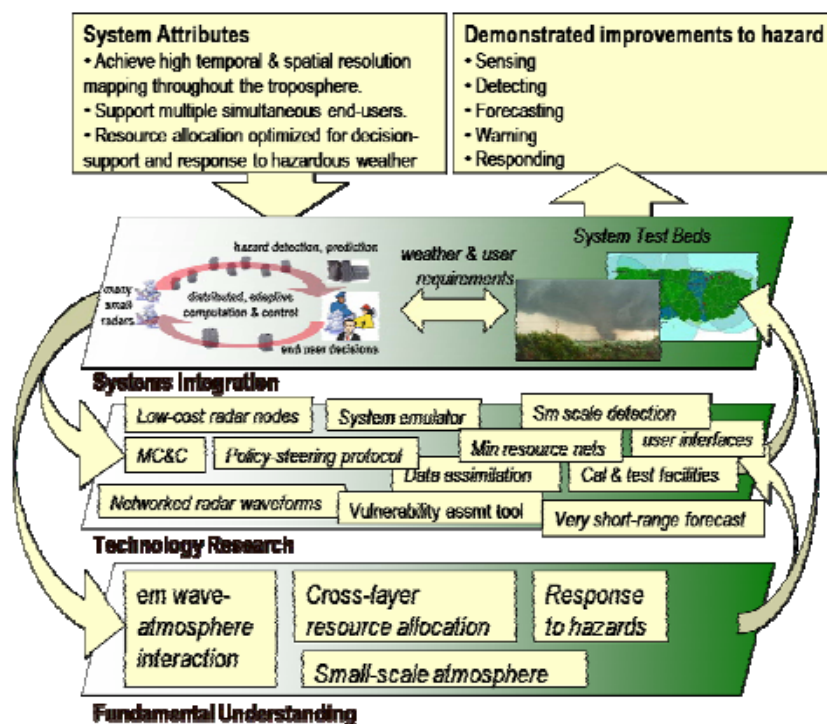 System Attributes
• Achieve high temporal & spatial resolution
mapping throughout the troposphere.
• Support multiple simultaneous end-users.
• Resource allocation optimized for decision-
support and response to hazardous weather
Demonstrated improvements to hazard
• Sensing
• Detecting
• Forecasting
• Warning
• Responding
hazard detection, prediction
many
small
radars
distributed, adaptive
computation & control
end user decisions
weather & user
requirements
System Test Beds
Systems Integration
Low-cost radar nodes
System emulator
Sm scale detection
MC&C
Policy-steering protocol
Min resource nets
user interfaces
Data assimilation
Cal & test facilities
Networked radar waveforms
Vulnerability assmt tool
Very short-range forecast
Technology Research
em wave-
atmosphere
interaction
Cross-layer
resource allocation
Response
to hazards
Small-scale atmosphere
Fundamental Understanding